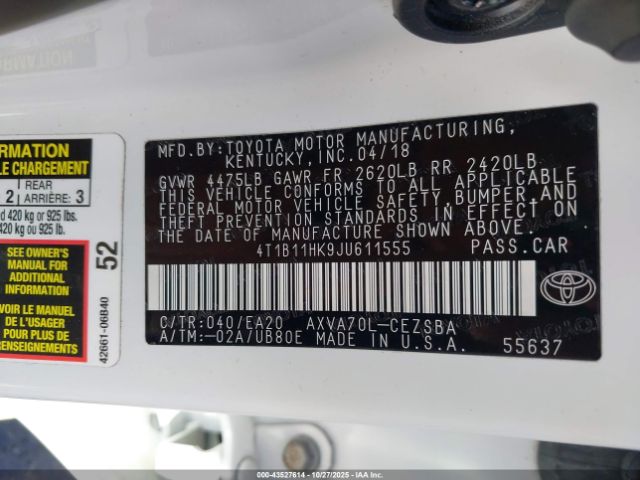 MFD.BY:TOYOTA MOTOR MANUFACTURING,
KENTUCKY, INC. 04/18
GVWR 4475LB GAWR FR 2620LB RR 2420LB
THIS VEHICLE CONFORMS TO ALL APPLICABLE
FEDERAL MOTOR VEHICLE SAFETY,BUMPER,AND
THEFT PREVENTION STANDARDS IN EFFECT ON
THE DATE OF MANUFACTURE SHOWN ABOVE.
4T1B11HK9JU611555 PASS.CAR
C/TR:040/EA20 AXVA70L-CEZSBA
A/TM:-02A/UB80E MADE IN U.S.A. 55637
TOYOTA
FORMATION
LE CHARGEMENT
2 REAR
ARRIÈRE: 3
420 kg or 925 lbs.
420 kg ou 925 lb.
SEE OWNER'S
MANUAL FOR
ADDITIONAL
INFORMATION
Voir le MANUEL
de L'USAGER
pour plus de
renseignements.
52
42661-06B40
000-43527614 - 10/27/2025 - IAA, Inc.